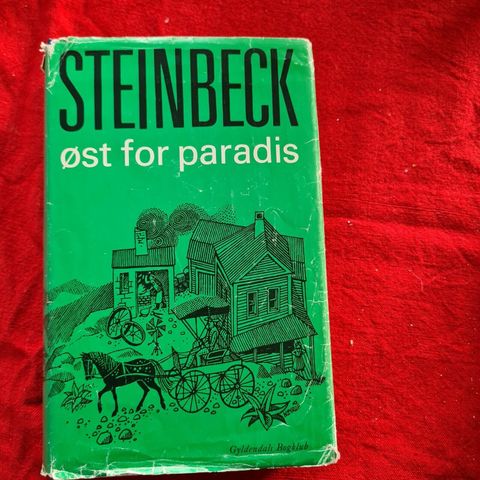 STEINBECK
øst for paradis
Gyldendals Bogklub